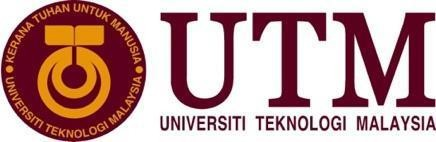 KERANA TUHAN UNTUK MANUSIA
UNIVERSITI TEKNOLOGI MALAYSIA
UTM
UNIVERSITI TEKNOLOGI MALAYSIA